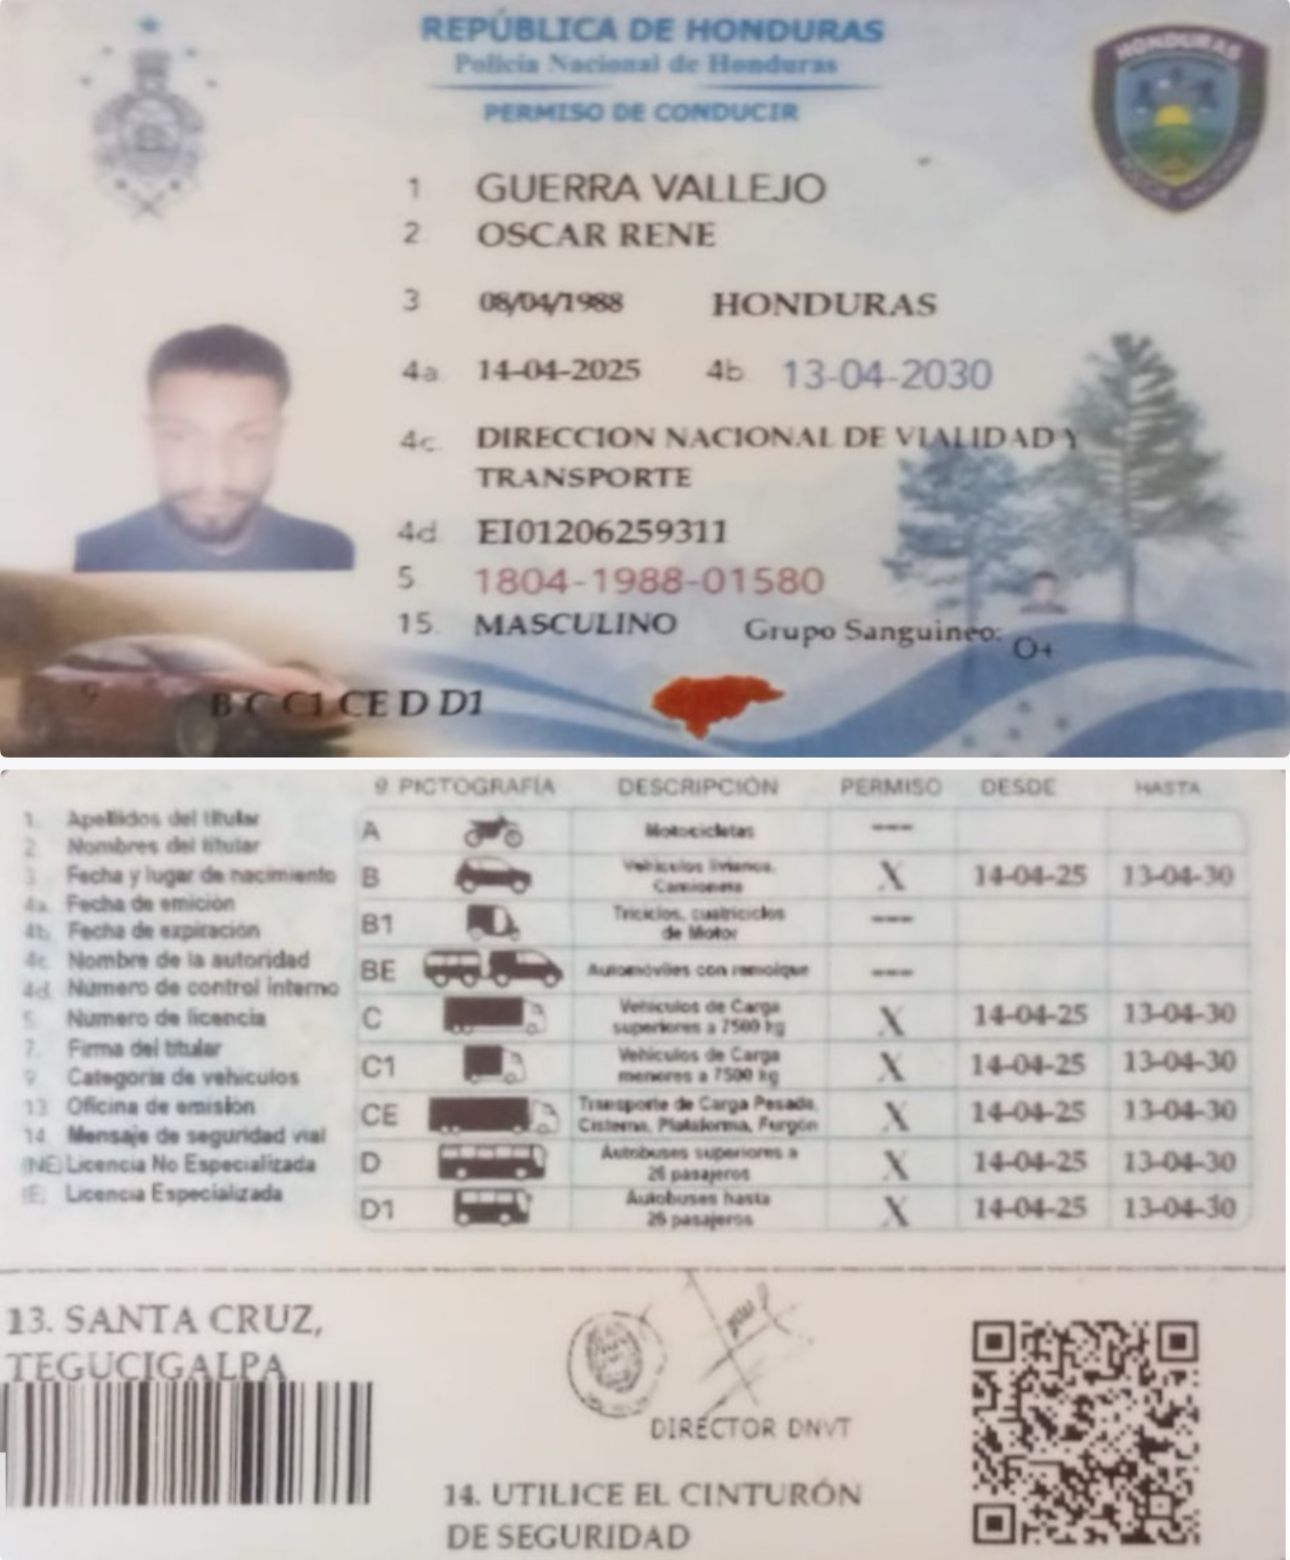 REPÚBLICA DE HONDURAS
Policía Nacional de Honduras
PERMISO DE CONDUCIR
HONDURAS
1 GUERRA VALLEJO
2 OSCAR RENE
3 08/04/1988 HONDURAS
4a. 14-04-2025 4b. 13-04-2030
4c. DIRECCION NACIONAL DE VIALIDAD Y
TRANSPORTE
4d. EI01206259311
5 1804-1988-01580
15. MASCULINO Grupo Sanguineo: O+
9 B C C1 CE D D1
1. Apellidos del titular
2. Nombres del titular
3. Fecha y lugar de nacimiento
4a. Fecha de emición
4b. Fecha de expiración
4c. Nombre de la autoridad
4d. Número de control interno
5. Numero de licencia
7. Firma del titular
9. Categoria de vehículos
13. Oficina de emisión
14. Mensaje de seguridad vial
(NE) Licencia No Especializada
(E) Licencia Especializada
9 PICTOGRAFÍA DESCRIPCIÓN PERMISO DESDE HASTA
A Motocicletas ---
B Vehiculos livianos, Camioneta X 14-04-25 13-04-30
B1 Triciclos, cuatriciclos de Motor ---
BE Automóviles con remolque ---
C Vehiculos de Carga superiores a 7500 kg X 14-04-25 13-04-30
C1 Vehiculos de Carga menores a 7500 kg X 14-04-25 13-04-30
CE Transporte de Carga Pesada, Cisterna, Plataforma, Furgón X 14-04-25 13-04-30
D Autobuses superiores a 26 pasajeros X 14-04-25 13-04-30
D1 Autobuses hasta 26 pasajeros X 14-04-25 13-04-30
13. SANTA CRUZ,
TEGUCIGALPA
DIRECTOR DNVT
14. UTILICE EL CINTURÓN
DE SEGURIDAD